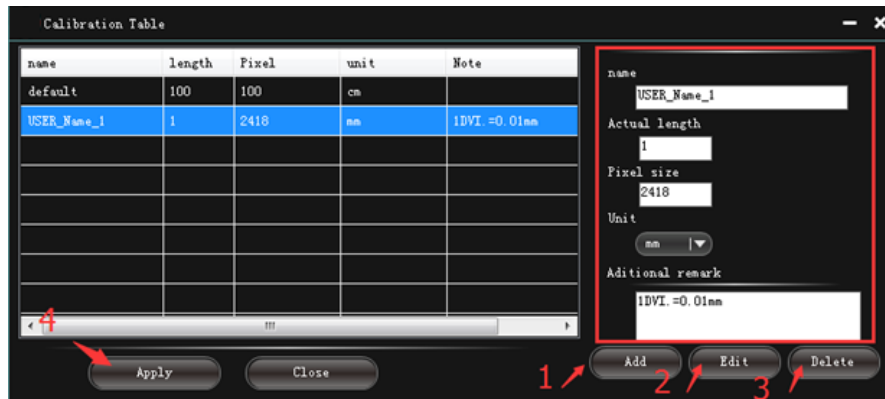 Calibration Table
name length Pixel unit Note
default 100 100 cm
USER_Name_1 1 2418 mm 1DVI.=0.01mm
name
USER_Name_1
Actual length
1
Pixel size
2418
Unit
mm
Aditional remark
1DVI.=0.01mm
4
Apply Close
1 Add 2 Edit 3 Delete